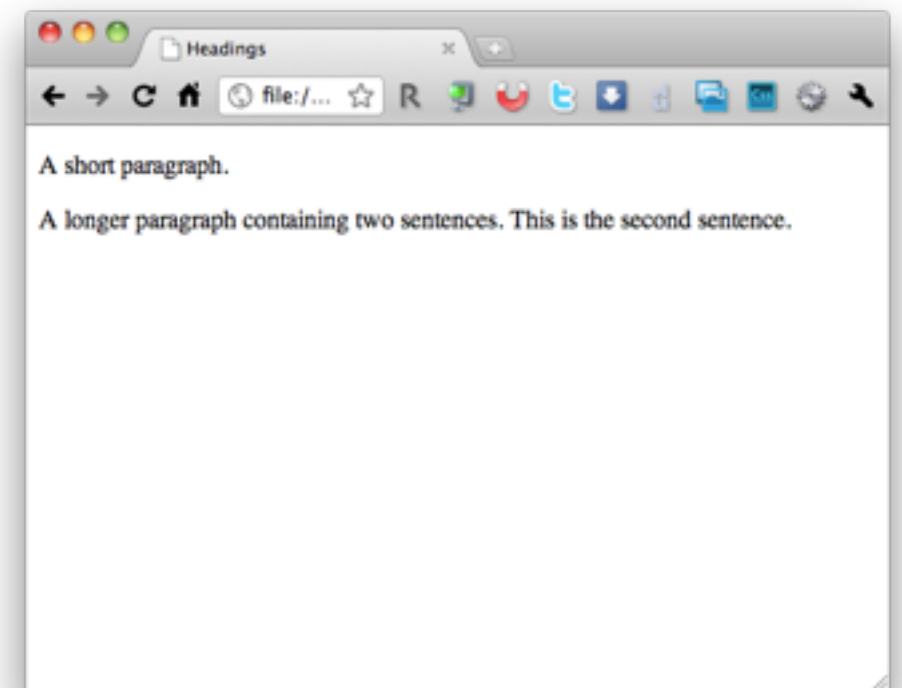 Headings
file:/...
R
A short paragraph.
A longer paragraph containing two sentences. This is the second sentence.